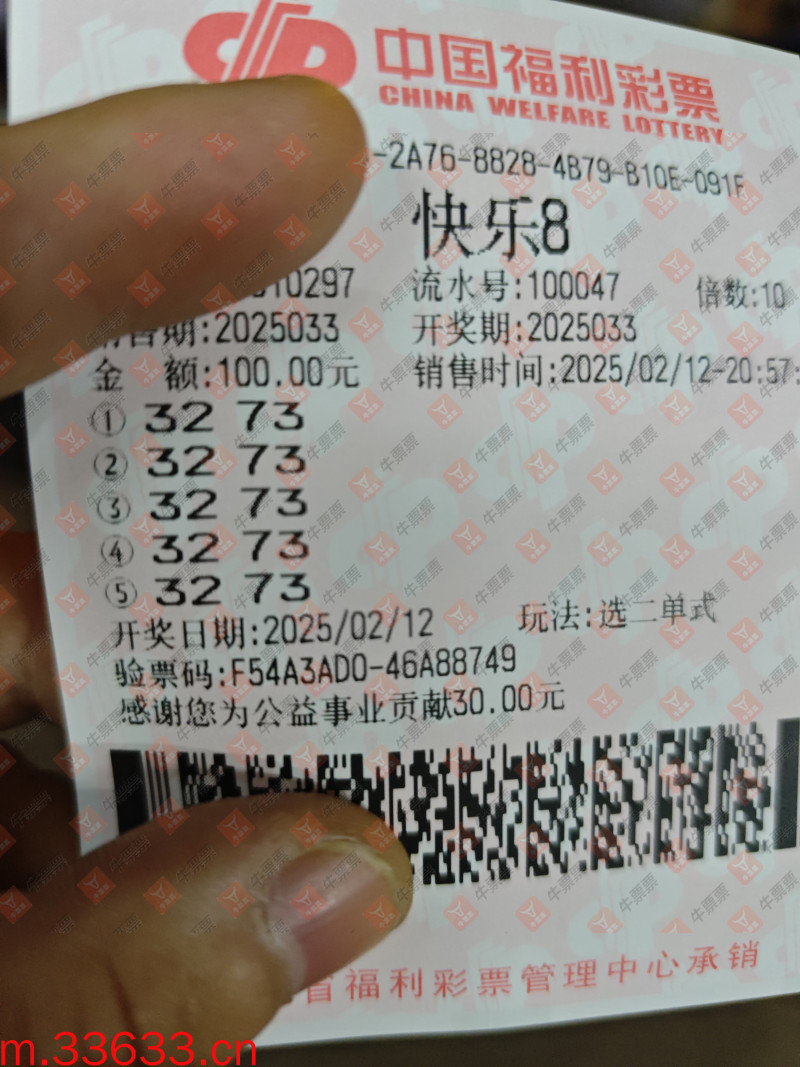 中国福利彩票
CHINA WELFARE LOTTERY
-2A76-8828-4B79-B10E-091F
快乐8
10297 流水号:100047 倍数:10
售期:2025033 开奖期:2025033
金 额:100.00元 销售时间:2025/02/12-20:57:
① 32 73
② 32 73
③ 32 73
④ 32 73
⑤ 32 73
开奖日期:2025/02/12 玩法:选二单式
验票码:F54A3AD0-46A88749
感谢您为公益事业贡献30.00元
省福利彩票管理中心承销
牛票票
m.33633.cn